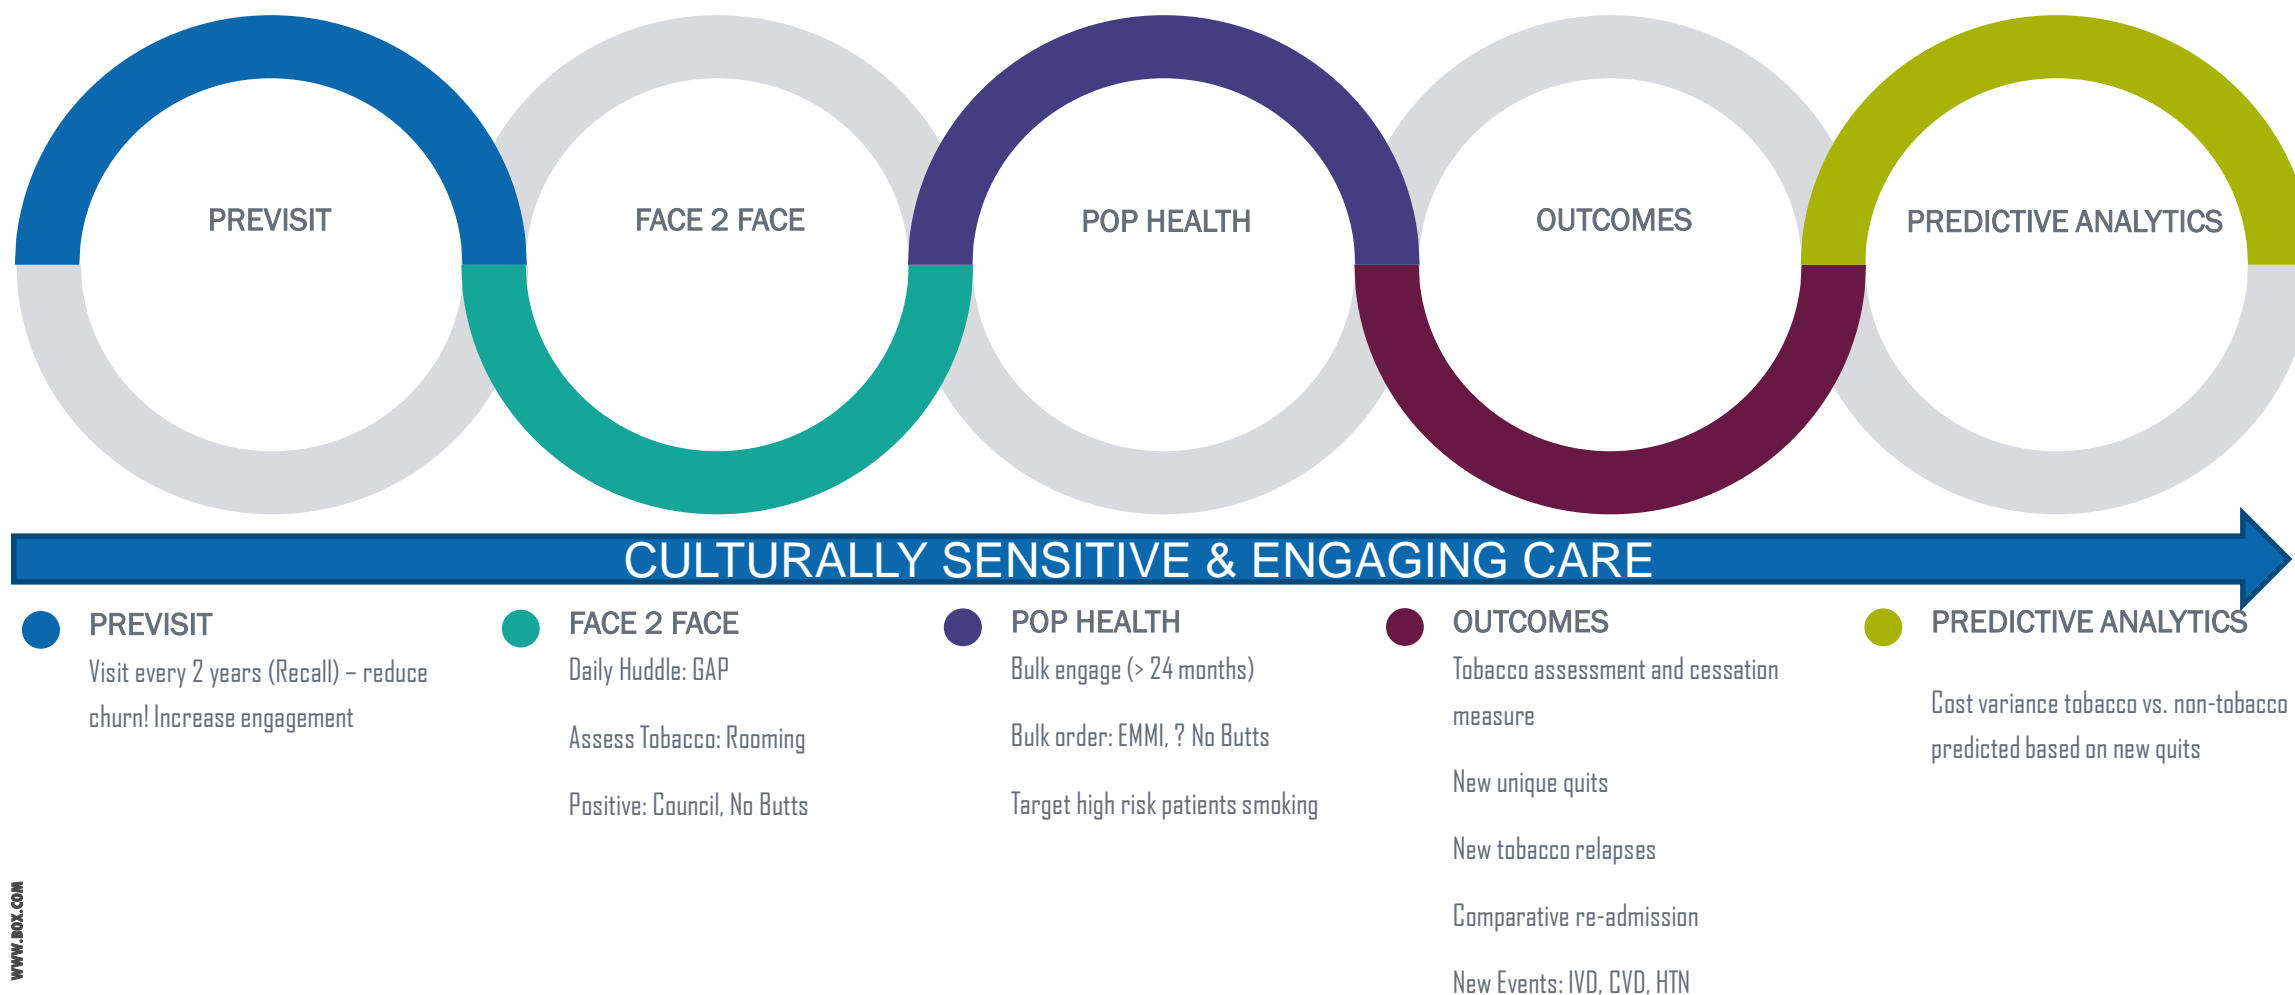 PREVISIT
FACE 2 FACE
POP HEALTH
OUTCOMES
PREDICTIVE ANALYTICS
CULTURALLY SENSITIVE & ENGAGING CARE
PREVISIT
Visit every 2 years (Recall) – reduce
churn! Increase engagement
FACE 2 FACE
Daily Huddle: GAP
Assess Tobacco: Rooming
Positive: Council, No Butts
POP HEALTH
Bulk engage (> 24 months)
Bulk order: EMMI, ? No Butts
Target high risk patients smoking
OUTCOMES
Tobacco assessment and cessation
measure
New unique quits
New tobacco relapses
Comparative re-admission
New Events: IVD, CVD, HTN
PREDICTIVE ANALYTICS
Cost variance tobacco vs. non-tobacco
predicted based on new quits
WWW.BOX.COM